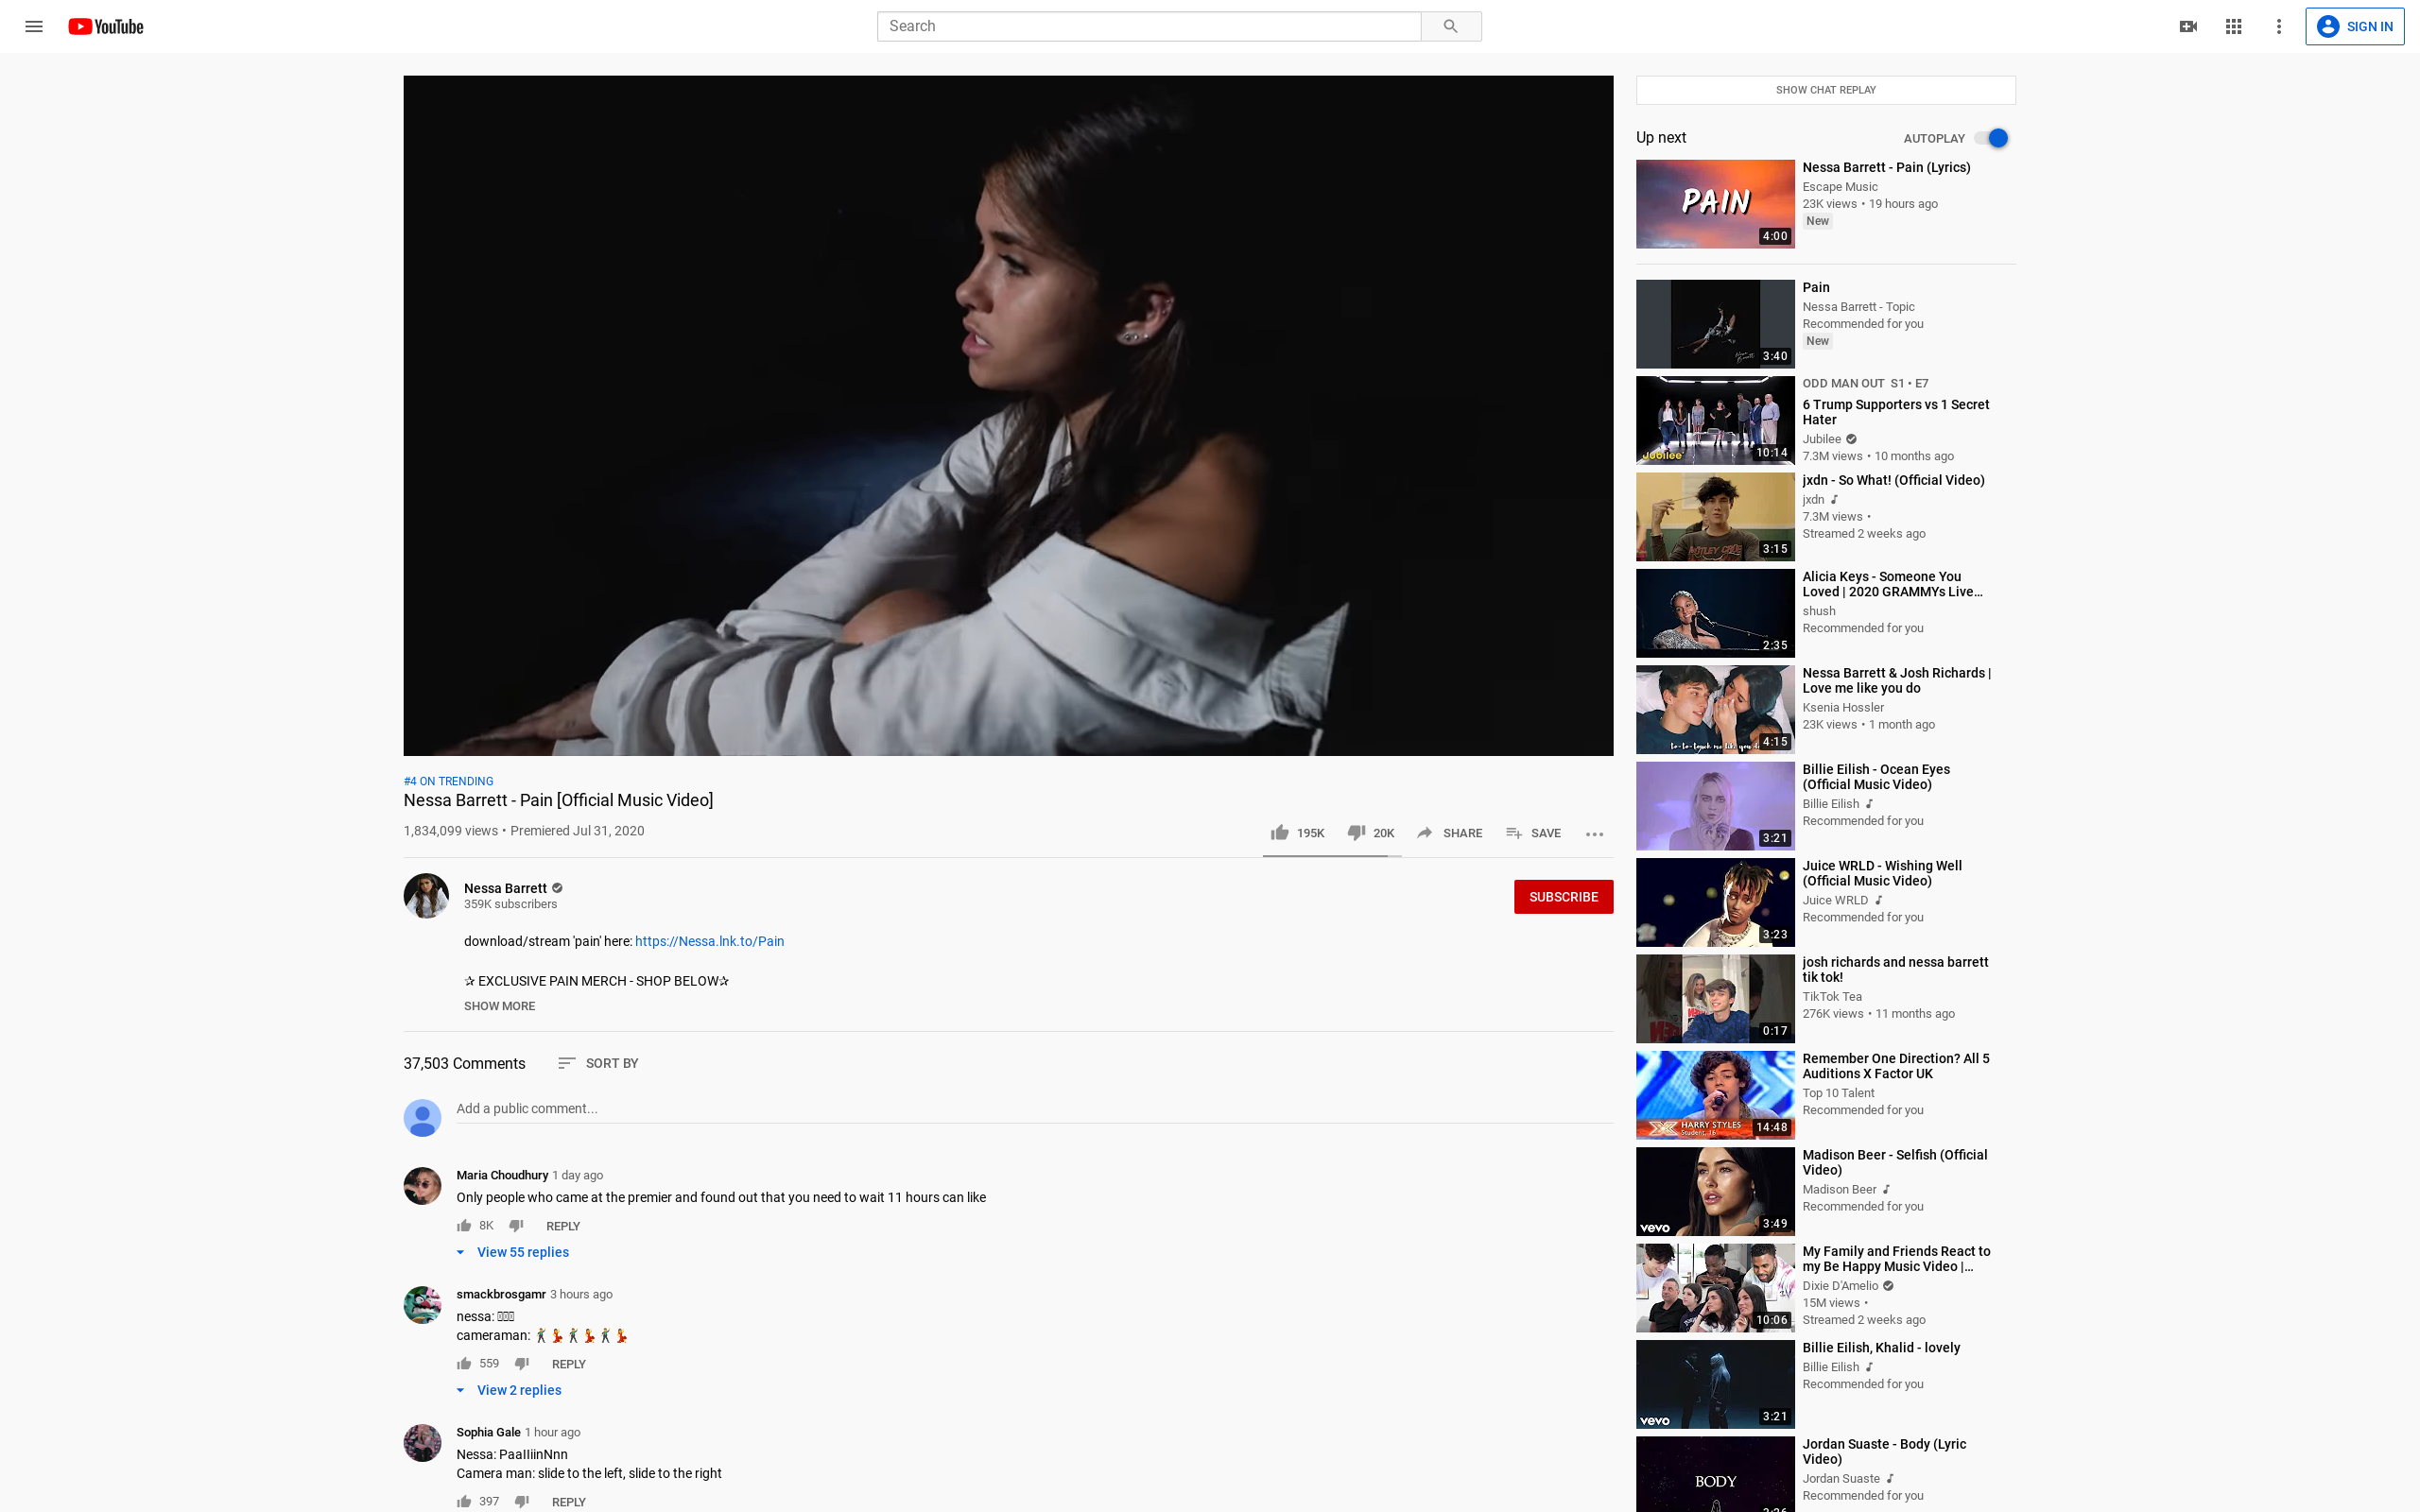 YouTube
Search
SIGN IN
SHOW CHAT REPLAY
Up next
AUTOPLAY
PAIN
4:00
Nessa Barrett - Pain (Lyrics)
Escape Music
23K views • 19 hours ago
New
3:40
Pain
Nessa Barrett - Topic
Recommended for you
New
Jubilee
10:14
ODD MAN OUT S1 • E7
6 Trump Supporters vs 1 Secret
Hater
Jubilee
7.3M views • 10 months ago
3:15
jxdn - So What! (Official Video)
jxdn
7.3M views •
Streamed 2 weeks ago
2:35
Alicia Keys - Someone You
Loved | 2020 GRAMMYs Live...
shush
Recommended for you
to-to-touch me like you d
4:15
Nessa Barrett & Josh Richards |
Love me like you do
Ksenia Hossler
23K views • 1 month ago
3:21
Billie Eilish - Ocean Eyes
(Official Music Video)
Billie Eilish
Recommended for you
3:23
Juice WRLD - Wishing Well
(Official Music Video)
Juice WRLD
Recommended for you
0:17
josh richards and nessa barrett
tik tok!
TikTok Tea
276K views • 11 months ago
HARRY STYLES
Student, 16
14:48
Remember One Direction? All 5
Auditions X Factor UK
Top 10 Talent
Recommended for you
vevo
3:49
Madison Beer - Selfish (Official
Video)
Madison Beer
Recommended for you
10:06
My Family and Friends React to
my Be Happy Music Video |...
Dixie D'Amelio
15M views •
Streamed 2 weeks ago
vevo
3:21
Billie Eilish, Khalid - lovely
Billie Eilish
Recommended for you
BODY
Jordan Suaste - Body (Lyric
Video)
Jordan Suaste
Recommended for you
#4 ON TRENDING
Nessa Barrett - Pain [Official Music Video]
1,834,099 views • Premiered Jul 31, 2020
195K 20K SHARE SAVE
Nessa Barrett
359K subscribers
SUBSCRIBE
download/stream 'pain' here: https://Nessa.lnk.to/Pain
✰ EXCLUSIVE PAIN MERCH - SHOP BELOW✰
SHOW MORE
37,503 Comments SORT BY
Add a public comment...
Maria Choudhury 1 day ago
Only people who came at the premier and found out that you need to wait 11 hours can like
8K REPLY
View 55 replies
smackbrosgamr 3 hours ago
nessa:
cameraman: 🕺💃🕺💃🕺💃
559 REPLY
View 2 replies
Sophia Gale 1 hour ago
Nessa: PaaIIiinNnn
Camera man: slide to the left, slide to the right
397 REPLY